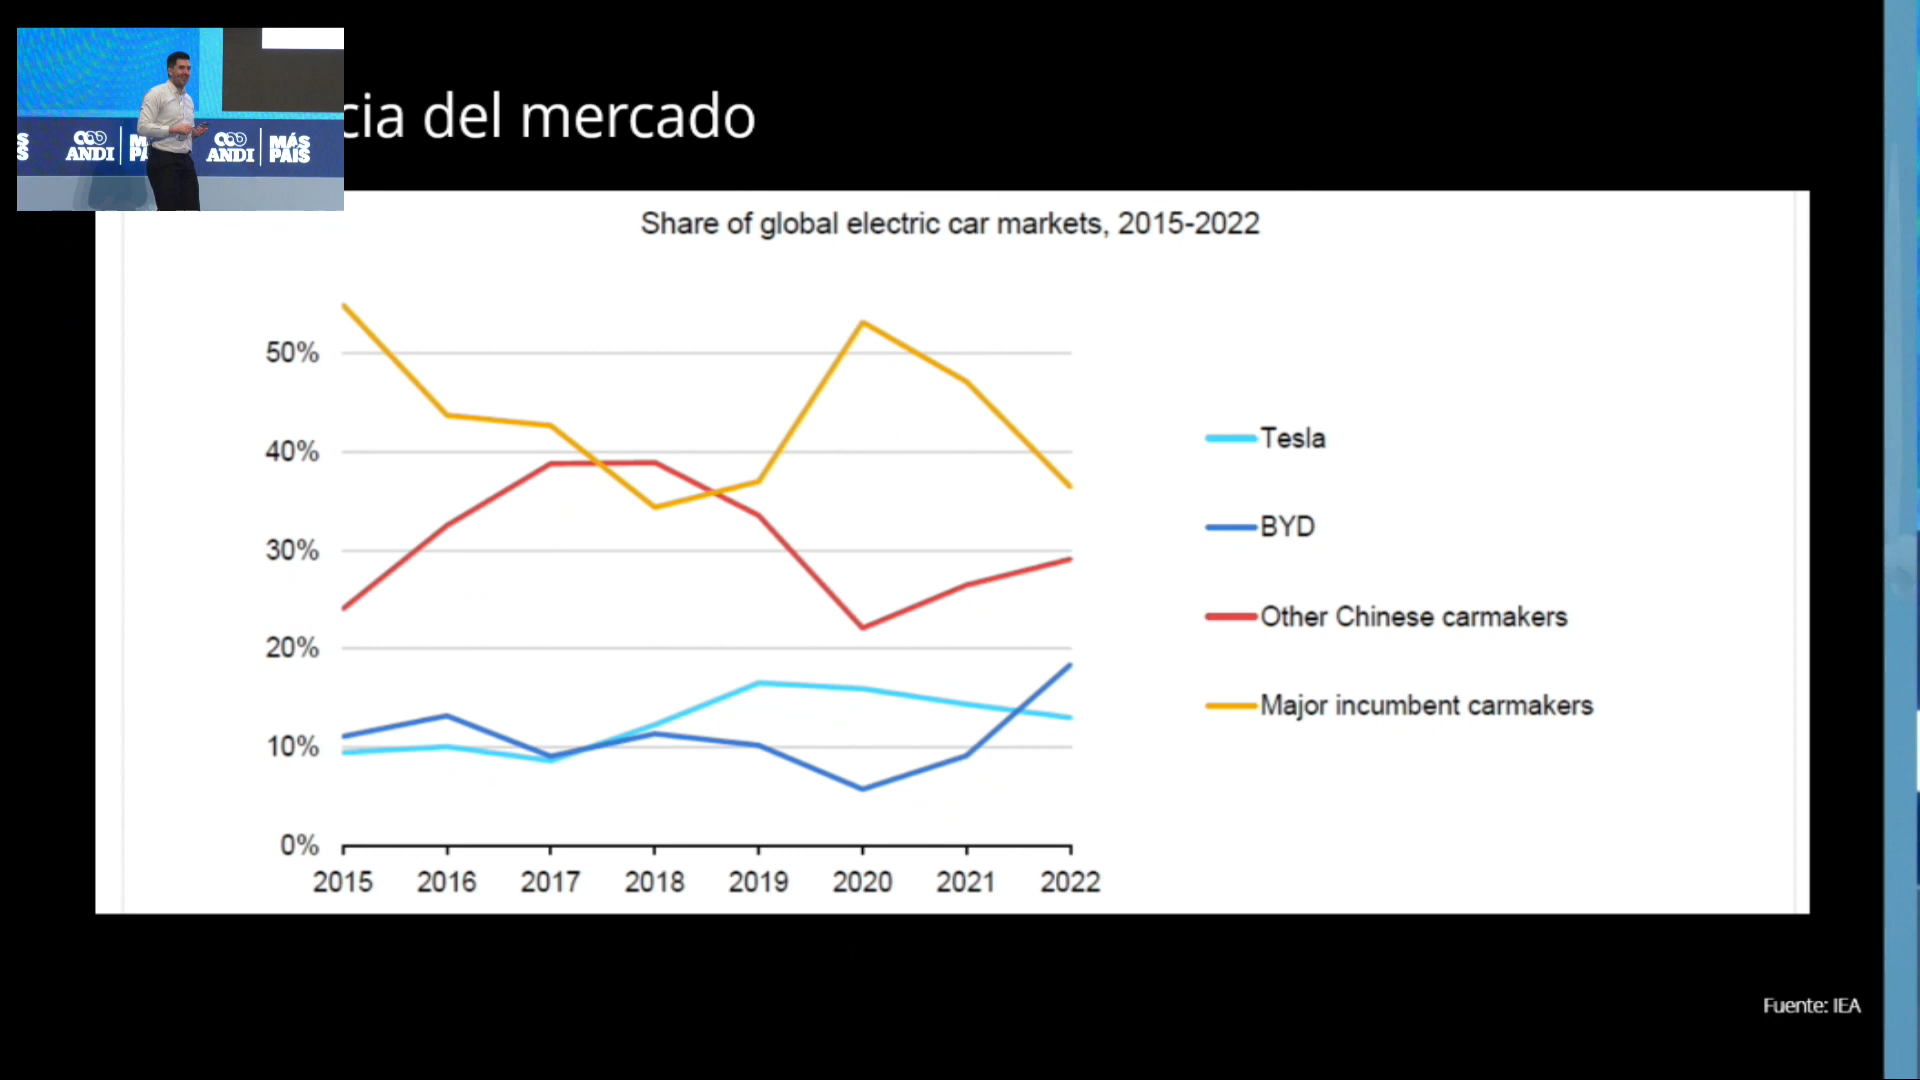 cia del mercado
S
S
ANDI
MÁS
PAÍS
ANDI
MÁS
PAÍS
Share of global electric car markets, 2015-2022
50%
40%
30%
20%
10%
0%
2015 2016 2017 2018 2019 2020 2021 2022
Tesla
BYD
Other Chinese carmakers
Major incumbent carmakers
Fuente: IEA